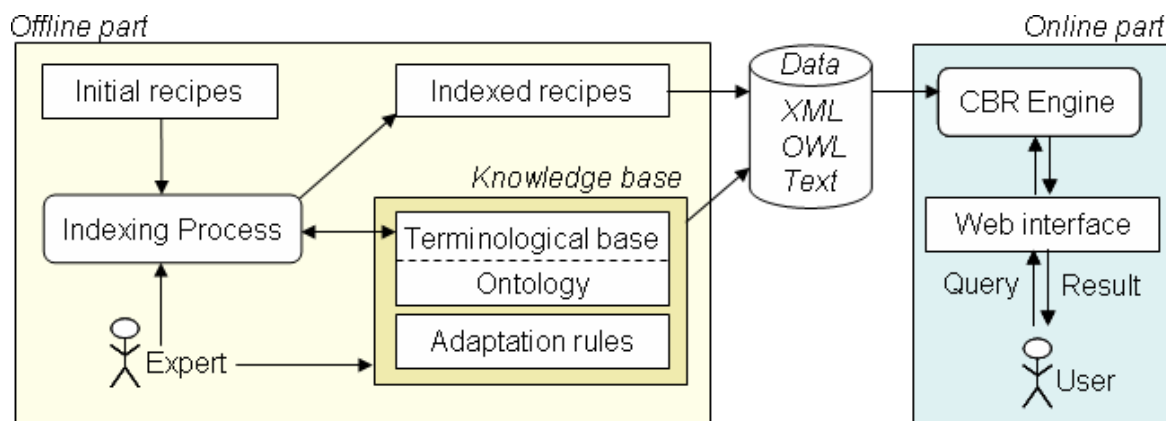 Offline part
Online part
Initial recipes
Indexed recipes
Data
XML
OWL
Text
CBR Engine
Knowledge base
Indexing Process
Terminological base
Ontology
Adaptation rules
Expert
Web interface
Query
Result
User